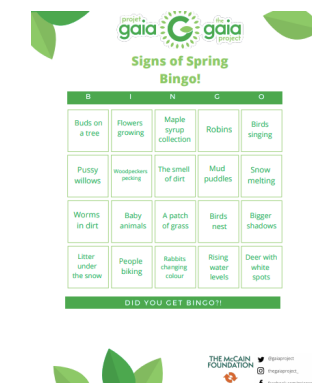 projet
gaia
the
gaia
project
Signs of Spring
Bingo!
B I N G O
Buds on
a tree
Flowers
growing
Maple
syrup
collection
Robins
Birds
singing
Pussy
willows
Woodpeckers
pecking
The smell
of dirt
Mud
puddles
Snow
melting
Worms
in dirt
Baby
animals
A patch
of grass
Birds
nest
Bigger
shadows
Litter
under
the snow
People
biking
Rabbits
changing
colour
Rising
water
levels
Deer with
white
spots
DID YOU GET BINGO?!
THE McCAIN
FOUNDATION
@gaiaproject
thegaiaproject_